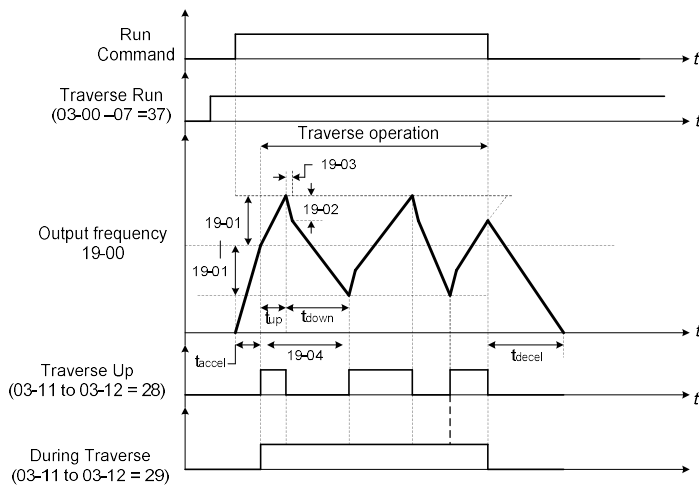 Run
Command
t
Traverse Run
(03-00 –07 =37)
t
Traverse operation
19-03
19-02
19-01
Output frequency
19-00
19-01
tup
tdown
t
taccel
19-04
tdecel
Traverse Up
(03-11 to 03-12 = 28)
t
During Traverse
(03-11 to 03-12 = 29)
t